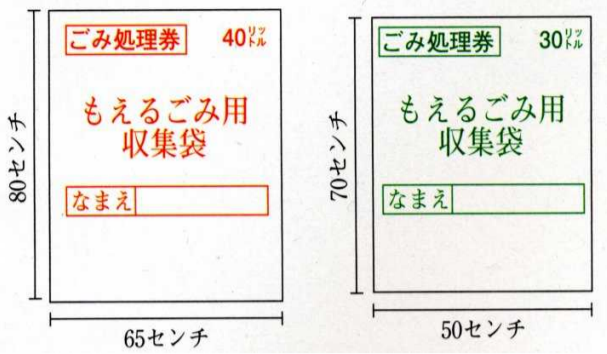 ごみ処理券 40リットル
もえるごみ用
収集袋
なまえ
80センチ
65センチ
ごみ処理券 30リットル
もえるごみ用
収集袋
なまえ
70センチ
50センチ